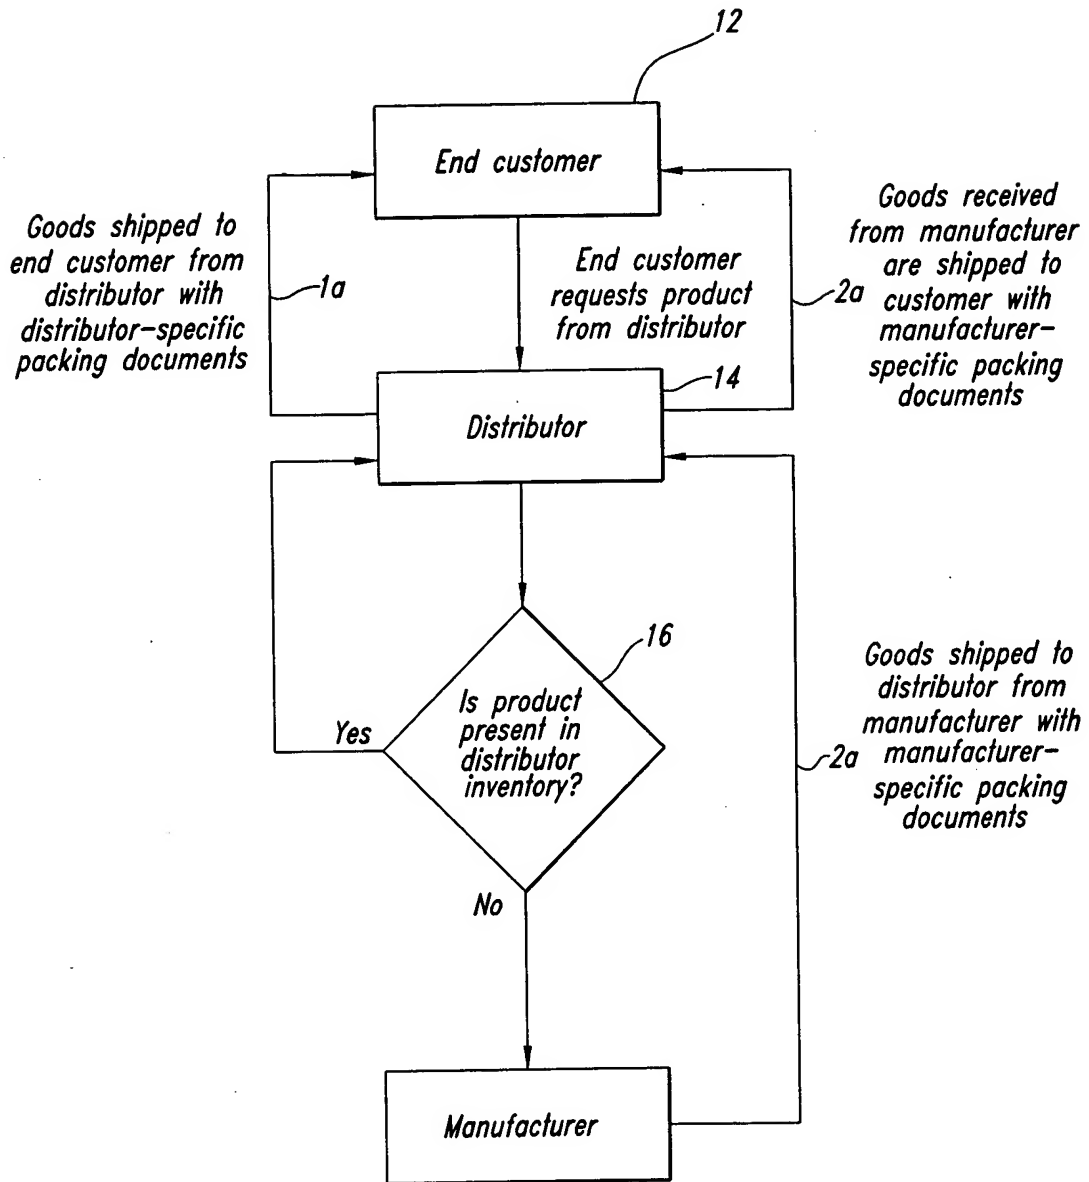 12
End customer
Goods shipped to
end customer from
distributor with
distributor-specific
packing documents
1a
End customer
requests product
from distributor
2a
Goods received
from manufacturer
are shipped to
customer with
manufacturer-
specific packing
documents
14
Distributor
16
Is product
present in
distributor
inventory?
Yes
No
2a
Goods shipped to
distributor from
manufacturer with
manufacturer-
specific packing
documents
Manufacturer